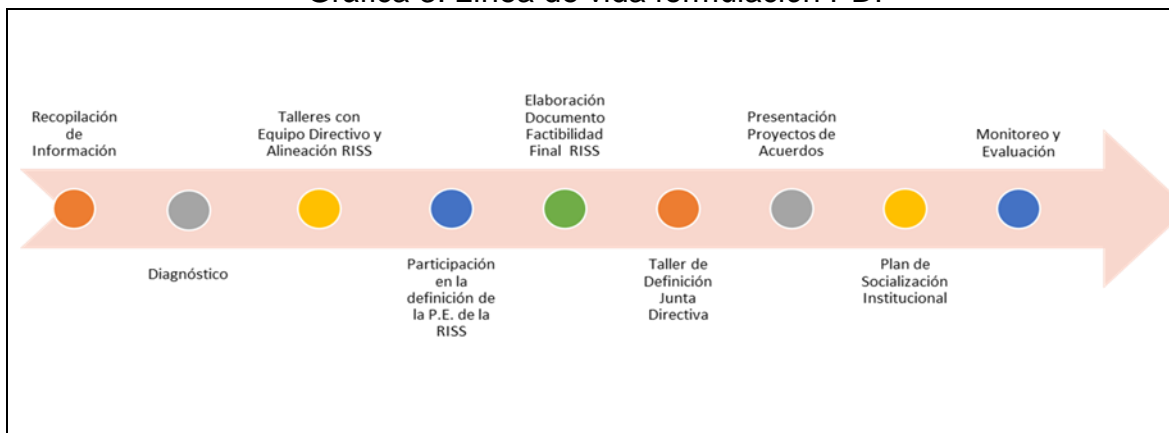 Recopilación
de
Información
Diagnóstico
Talleres con
Equipo Directivo y
Alineación RISS
Participación
en la
definición de
la P.E. de la
RISS
Elaboración
Documento
Factibilidad
Final RISS
Taller de
Definición
Junta
Directiva
Presentación
Proyectos de
Acuerdos
Plan de
Socialización
Institucional
Monitoreo y
Evaluación